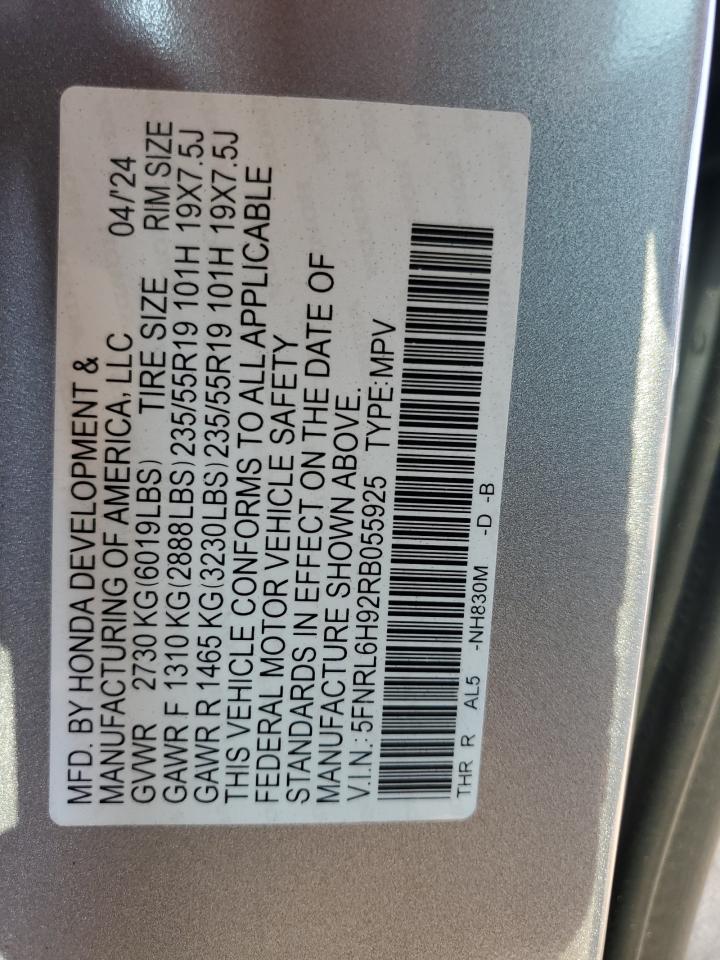 MFD. BY HONDA DEVELOPMENT &
MANUFACTURING OF AMERICA, LLC 04/'24
GVWR 2730 KG(6019LBS) TIRE SIZE RIM SIZE
GAWR F 1310 KG(2888LBS)235/55R19 101H 19X7.5J
GAWR R 1465 KG(3230LBS)235/55R19 101H 19X7.5J
THIS VEHICLE CONFORMS TO ALL APPLICABLE
FEDERAL MOTOR VEHICLE SAFETY
STANDARDS IN EFFECT ON THE DATE OF
MANUFACTURE SHOWN ABOVE.
V.I.N.:5FNRL6H92RB055925 TYPE:MPV
THR R AL5 -NH830M -D -B